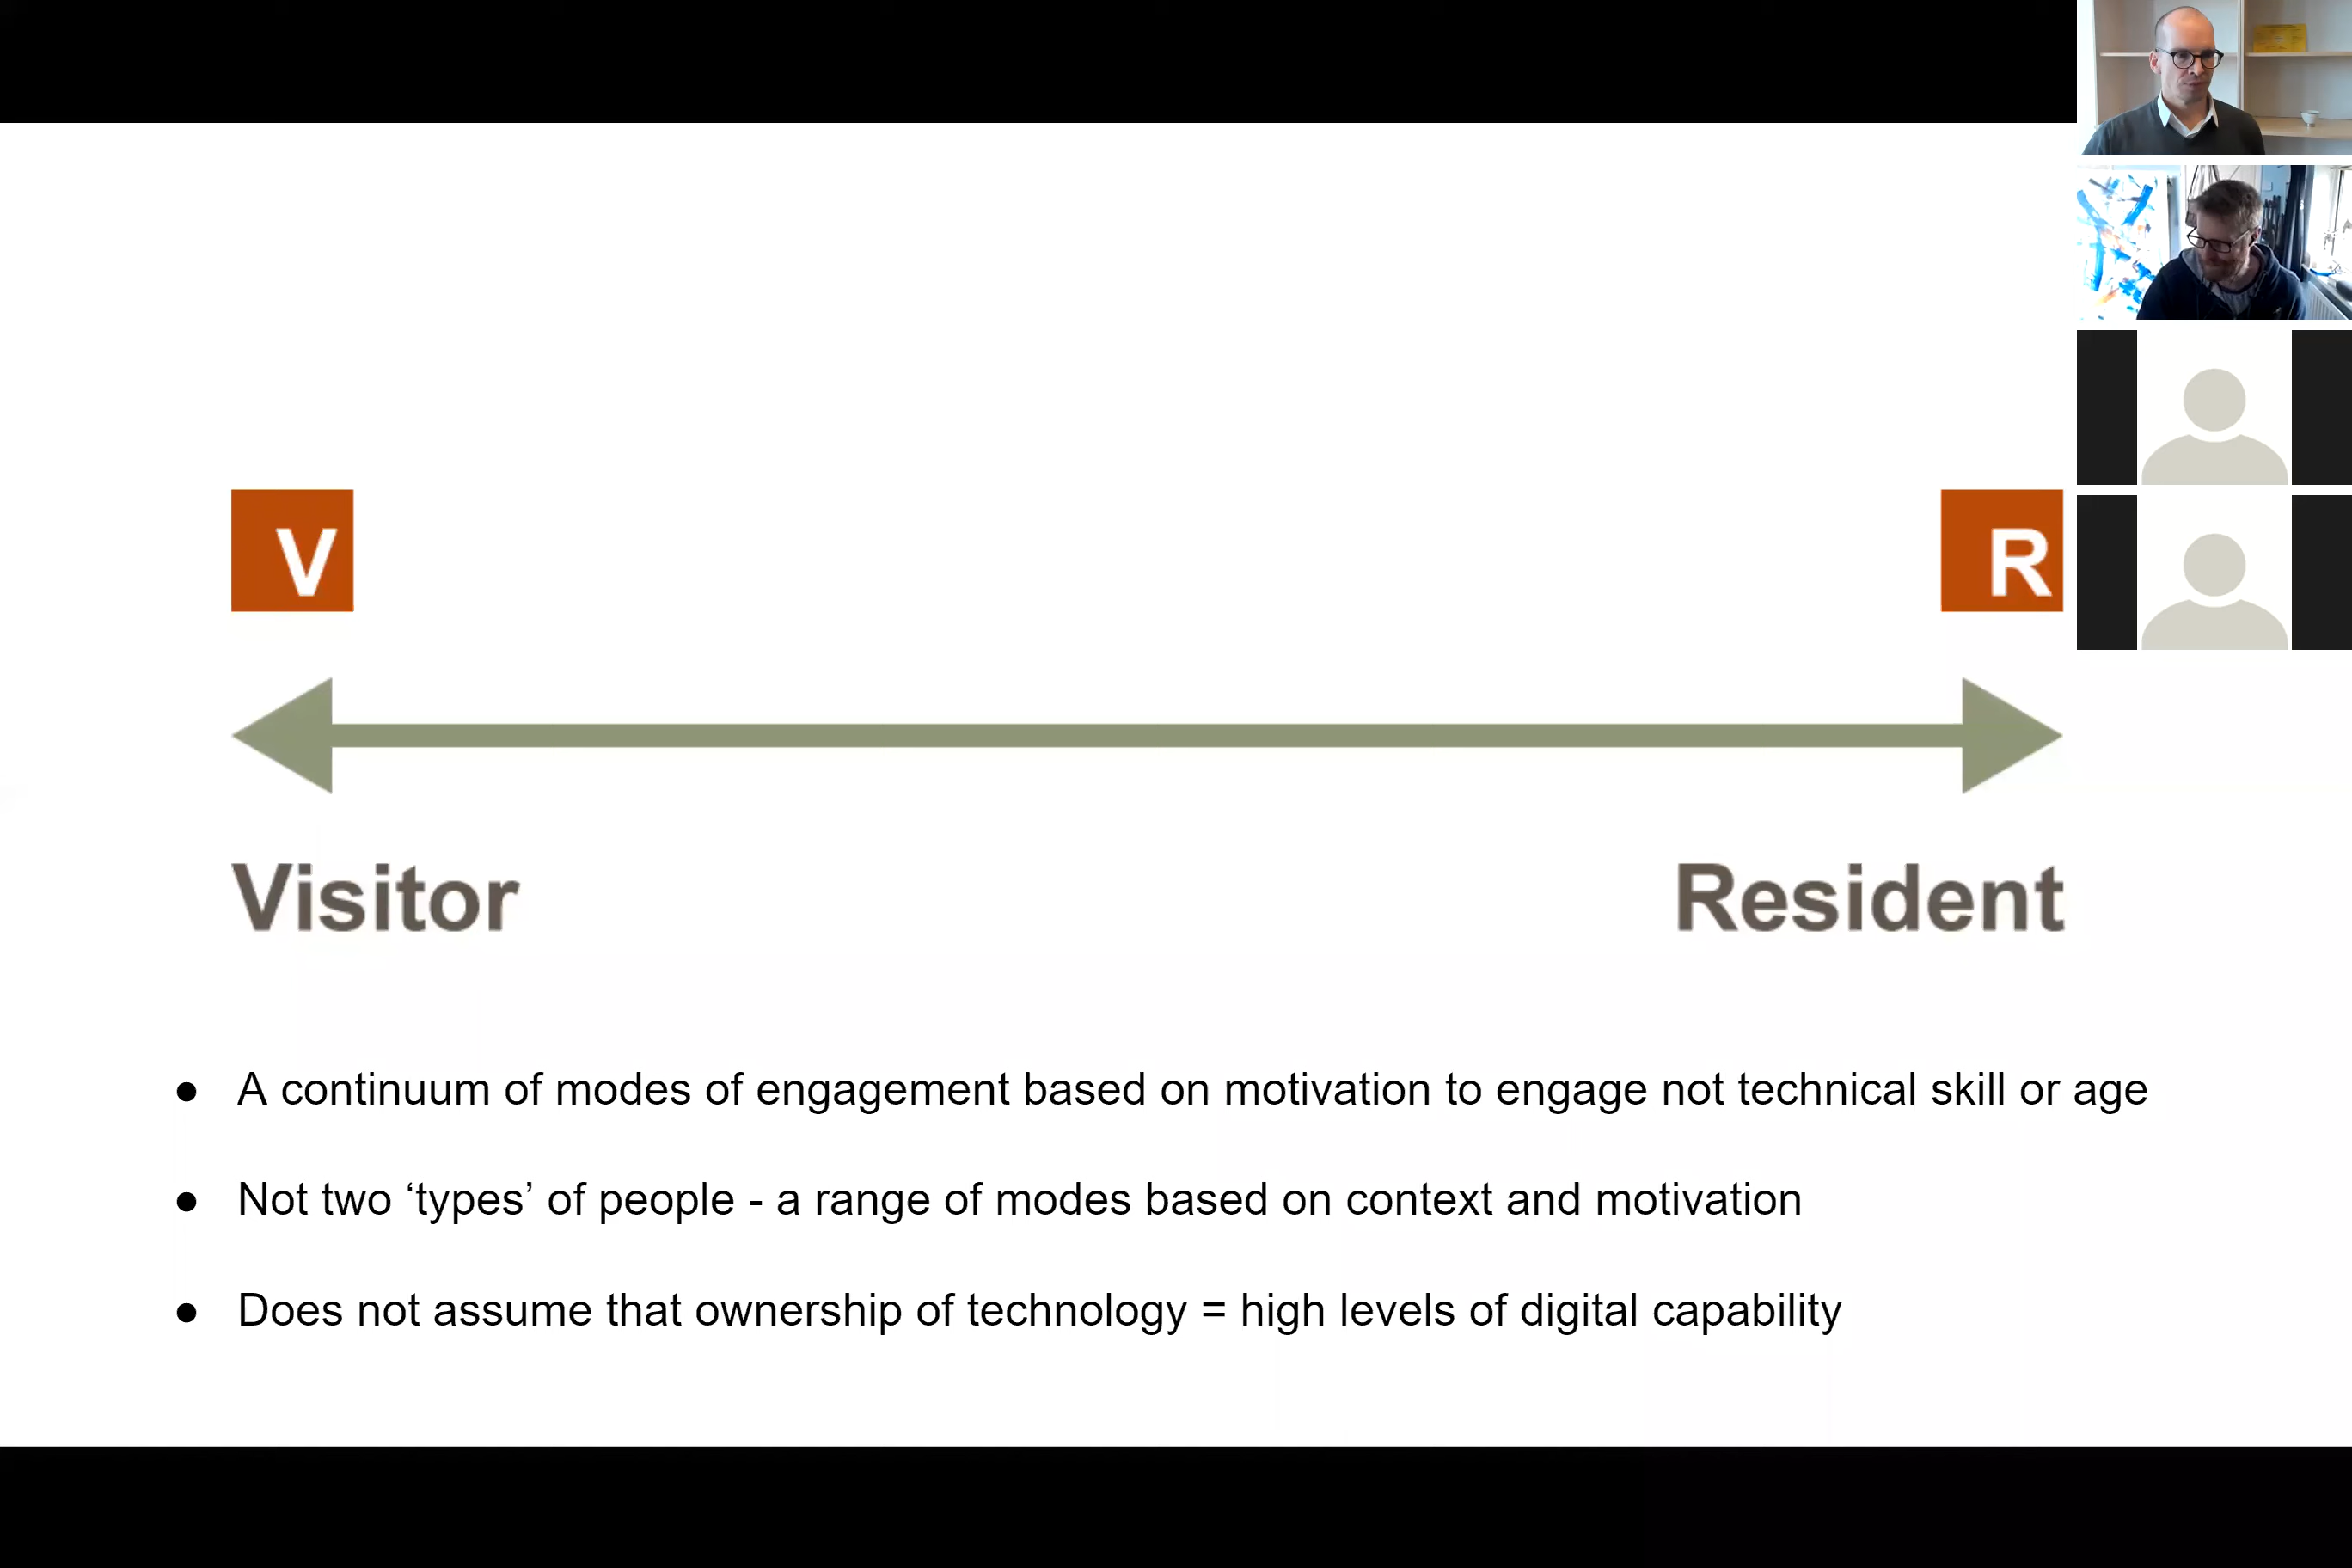 V
R
Visitor
Resident
● A continuum of modes of engagement based on motivation to engage not technical skill or age
● Not two ‘types’ of people - a range of modes based on context and motivation
● Does not assume that ownership of technology = high levels of digital capability